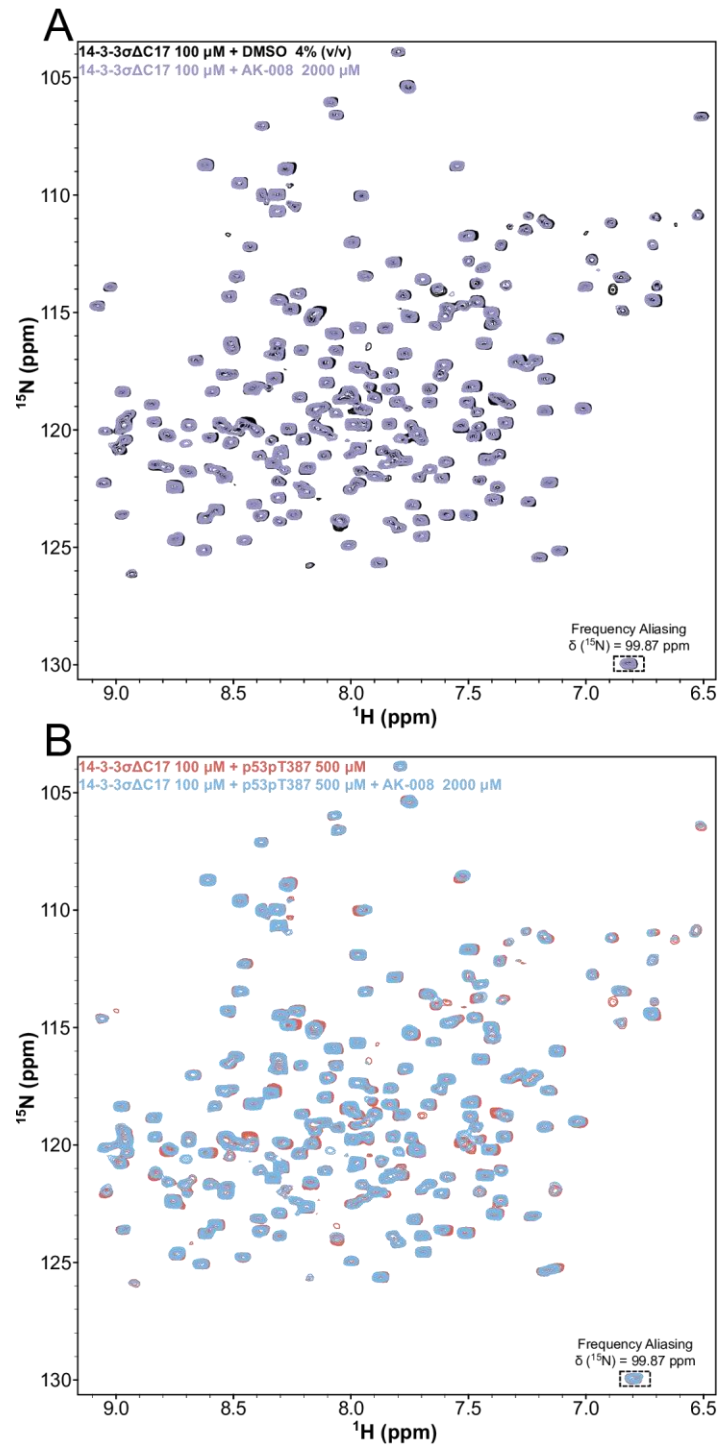 A
14-3-3σΔC17 100 μM + DMSO 4% (v/v)
14-3-3σΔC17 100 μM + AK-008 2000 μM
105
110
115
120
125
130
¹⁵N (ppm)
Frequency Aliasing
δ (¹⁵N) = 99.87 ppm
9.0 8.5 8.0 7.5 7.0 6.5
¹H (ppm)
B
14-3-3σΔC17 100 μM + p53pT387 500 μM
14-3-3σΔC17 100 μM + p53pT387 500 μM + AK-008 2000 μM
105
110
115
120
125
130
¹⁵N (ppm)
Frequency Aliasing
δ (¹⁵N) = 99.87 ppm
9.0 8.5 8.0 7.5 7.0 6.5
¹H (ppm)